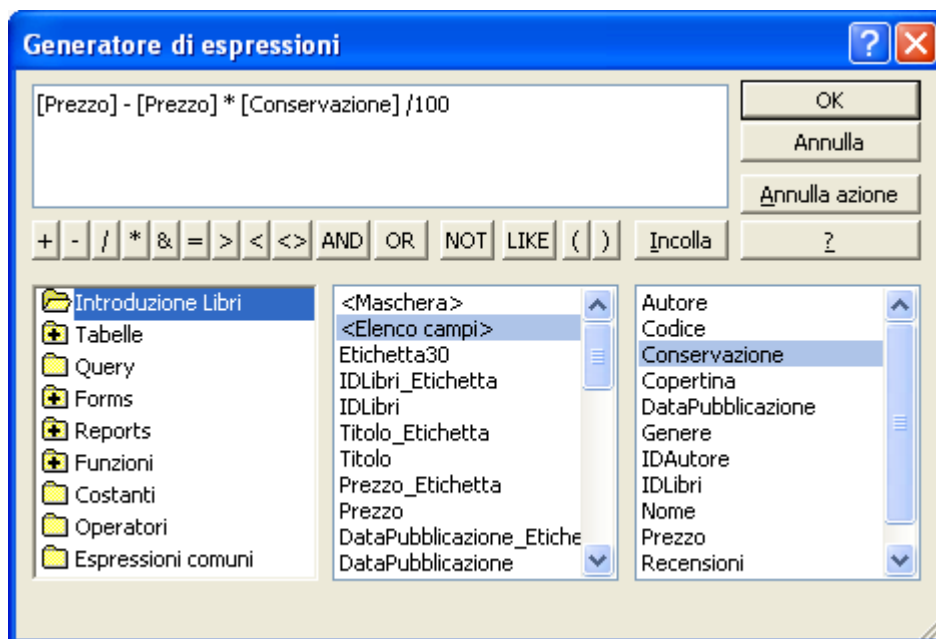 Generatore di espressioni
?
[Prezzo] - [Prezzo] * [Conservazione] /100
OK
Annulla
Annulla azione
+ - / * & = > < <> AND OR NOT LIKE ( ) Incolla ?
Introduzione Libri
Tabelle
Query
Forms
Reports
Funzioni
Costanti
Operatori
Espressioni comuni
<Maschera>
<Elenco campi>
Etichetta30
IDLibri_Etichetta
IDLibri
Titolo_Etichetta
Titolo
Prezzo_Etichetta
Prezzo
DataPubblicazione_Etiche
DataPubblicazione
Autore
Codice
Conservazione
Copertina
DataPubblicazione
Genere
IDAutore
IDLibri
Nome
Prezzo
Recensioni